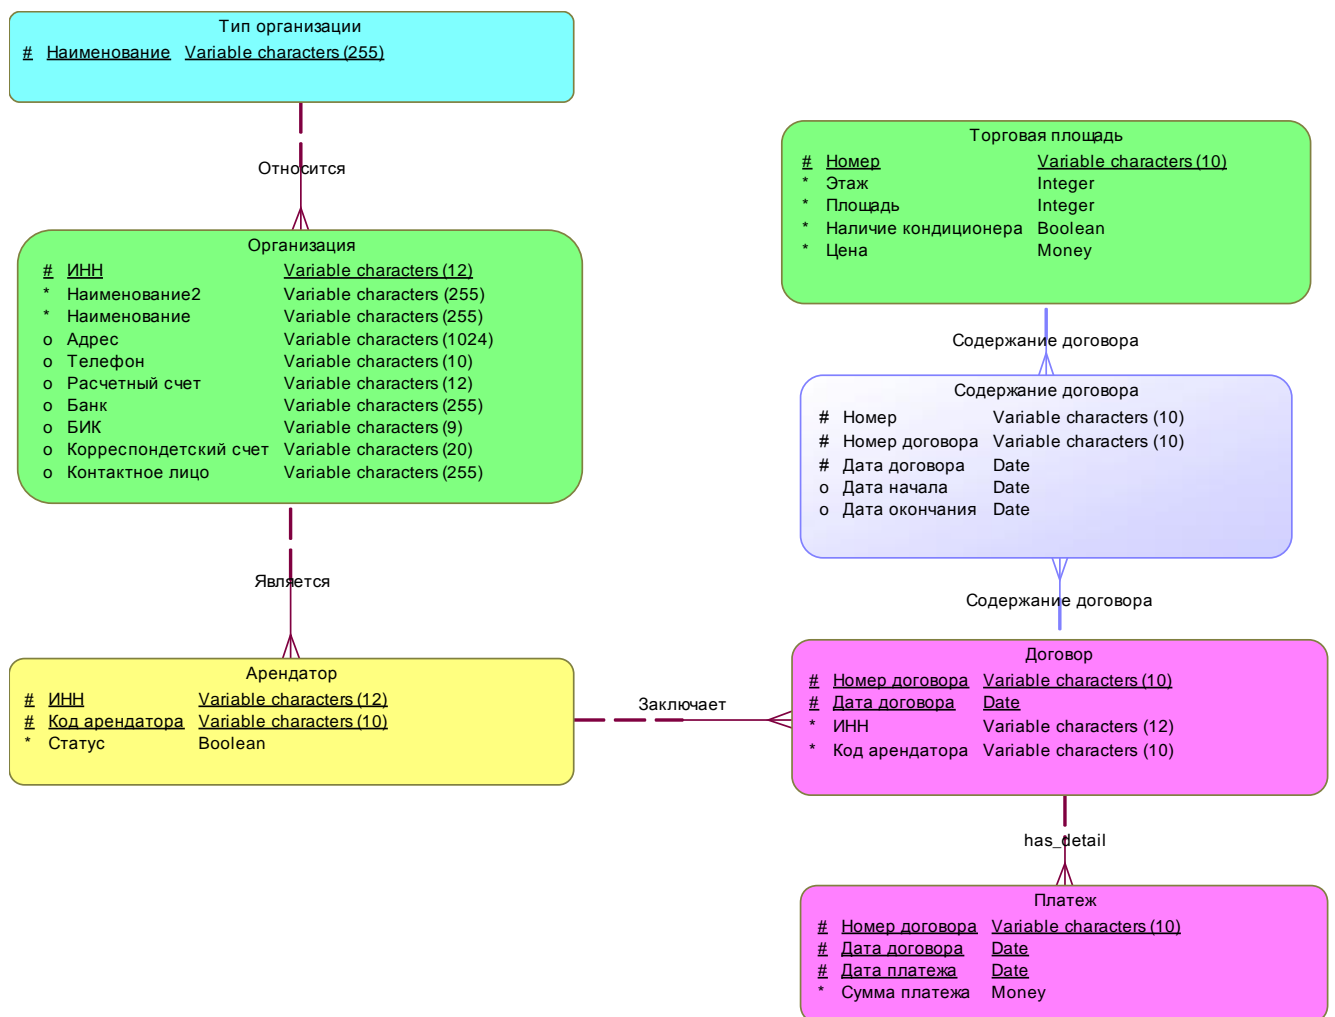 Тип организации
# Наименование Variable characters (255)
Относится
Организация
# ИНН Variable characters (12)
* Наименование2 Variable characters (255)
* Наименование Variable characters (255)
o Адрес Variable characters (1024)
o Телефон Variable characters (10)
o Расчетный счет Variable characters (12)
o Банк Variable characters (255)
o БИК Variable characters (9)
o Корреспондетский счет Variable characters (20)
o Контактное лицо Variable characters (255)
Является
Арендатор
# ИНН Variable characters (12)
# Код арендатора Variable characters (10)
* Статус Boolean
Заключает
Торговая площадь
# Номер Variable characters (10)
* Этаж Integer
* Площадь Integer
* Наличие кондиционера Boolean
* Цена Money
Содержание договора
Содержание договора
# Номер Variable characters (10)
# Номер договора Variable characters (10)
# Дата договора Date
o Дата начала Date
o Дата окончания Date
Содержание договора
Договор
# Номер договора Variable characters (10)
# Дата договора Date
* ИНН Variable characters (12)
* Код арендатора Variable characters (10)
has_detail
Платеж
# Номер договора Variable characters (10)
# Дата договора Date
# Дата платежа Date
* Сумма платежа Money